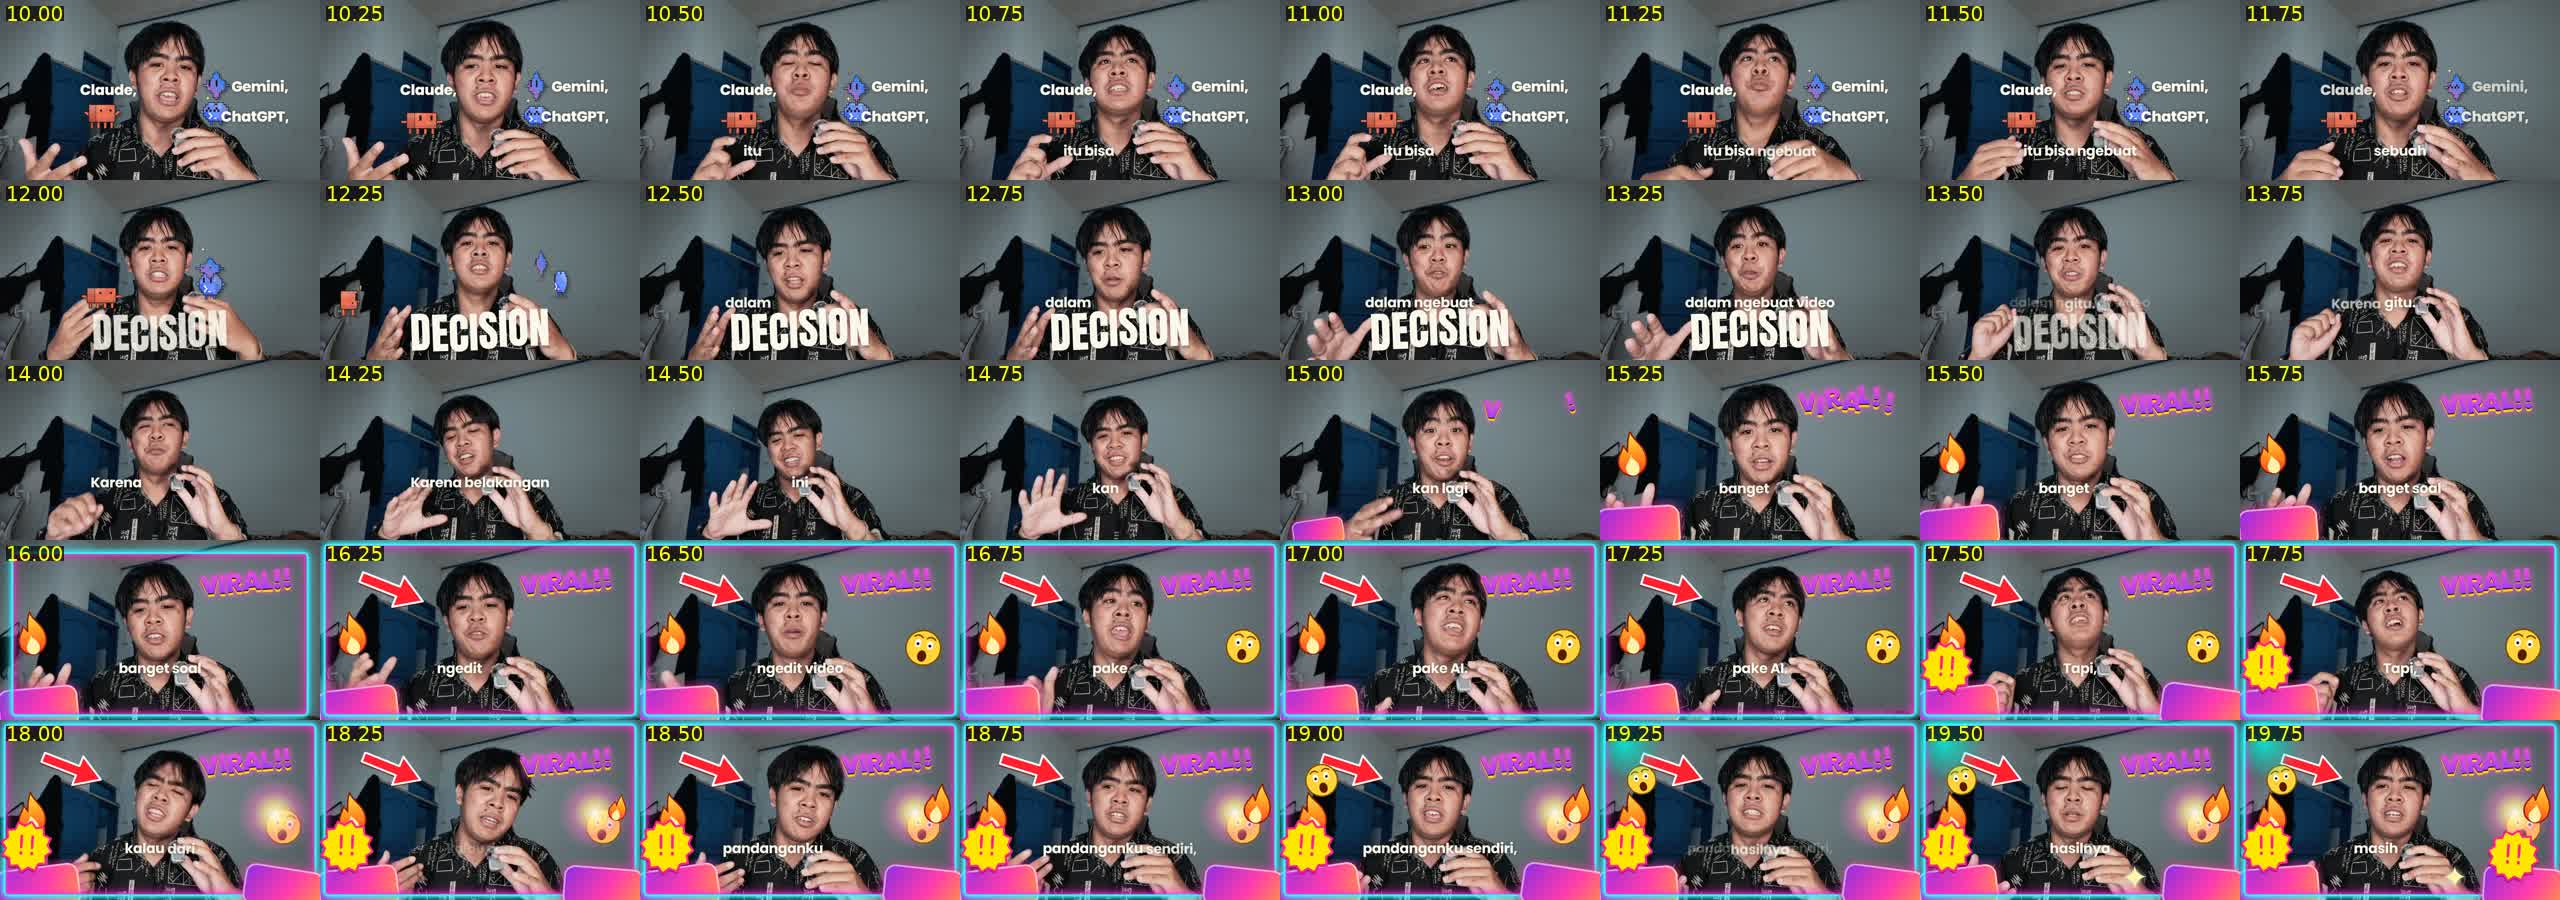 10.00
Claude,
Gemini,
ChatGPT,
10.25
Claude,
Gemini,
ChatGPT,
10.50
Claude,
Gemini,
ChatGPT,
itu
10.75
Claude,
Gemini,
ChatGPT,
itu bisa
11.00
Claude,
Gemini,
ChatGPT,
itu bisa
11.25
Claude,
Gemini,
ChatGPT,
itu bisa ngebuat
11.50
Claude,
Gemini,
ChatGPT,
itu bisa ngebuat
11.75
Claude,
Gemini,
ChatGPT,
sebuah
12.00
DECISION
12.25
DECISION
12.50
dalam
DECISION
12.75
dalam
DECISION
13.00
dalam ngebuat
DECISION
13.25
dalam ngebuat video
DECISION
13.50
gitu.
DECISION
13.75
Karena gitu.
14.00
Karena
14.25
Karena belakangan
14.50
ini
14.75
kan
15.00
V !
kan lagi
15.25
VIRAL!!
banget
15.50
VIRAL!!
banget
15.75
VIRAL!!
banget soal
16.00
VIRAL!!
banget soal
16.25
VIRAL!!
ngedit
16.50
VIRAL!!
ngedit video
16.75
VIRAL!!
pake
17.00
VIRAL!!
pake AI.
17.25
VIRAL!!
pake AI.
17.50
VIRAL!!
!!
Tapi,
17.75
VIRAL!!
!!
Tapi,
18.00
VIRAL!!
!!
kalau dari
18.25
VIRAL!!
!!
18.50
VIRAL!!
!!
pandanganku
18.75
VIRAL!!
!!
pandanganku sendiri,
19.00
VIRAL!!
!!
pandanganku sendiri,
19.25
VIRAL!!
!!
hasilnya
19.50
VIRAL!!
!!
hasilnya
19.75
VIRAL!!
!!
masih
!!